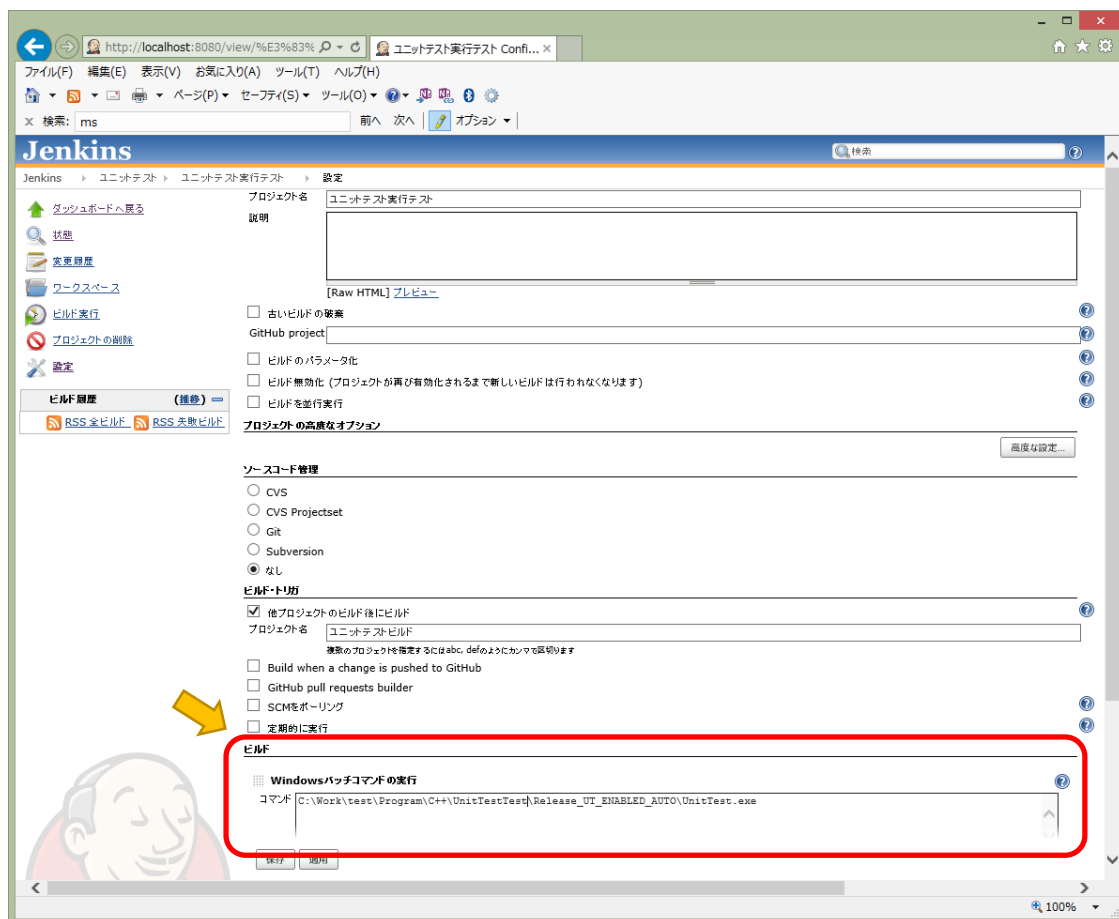 http://localhost:8080/view/%E3%83%
ユニットテスト実行テスト Confi...
ファイル(F) 編集(E) 表示(V) お気に入り(A) ツール(T) ヘルプ(H)
ページ(P) セーフティ(S) ツール(O)
検索: ms 前へ 次へ オプション
Jenkins
検索
Jenkins ユニットテスト ユニットテスト実行テスト 設定
ダッシュボードへ戻る
状態
変更履歴
ワークスペース
ビルド実行
プロジェクトの削除
設定
ビルド履歴 (推移)
RSS 全ビルド RSS 失敗ビルド
プロジェクト名 ユニットテスト実行テスト
説明
[Raw HTML] プレビュー
古いビルドの破棄
GitHub project
ビルドのパラメータ化
ビルド無効化 (プロジェクトが再び有効化されるまで新しいビルドは行われなくなります)
ビルドを並行実行
プロジェクトの高度なオプション
高度な設定...
ソースコード管理
CVS
CVS Projectset
Git
Subversion
なし
ビルド・トリガ
他プロジェクトのビルド後にビルド
プロジェクト名 ユニットテストビルド
複数のプロジェクトを指定するにはabc, defのようにカンマで区切ります
Build when a change is pushed to GitHub
GitHub pull requests builder
SCMをポーリング
定期的に実行
ビルド
Windowsバッチコマンドの実行
コマンド C:\Work\test\Program\C++\UnitTestTest\Release_UT_ENABLED_AUTO\UnitTest.exe
保存 適用
100%